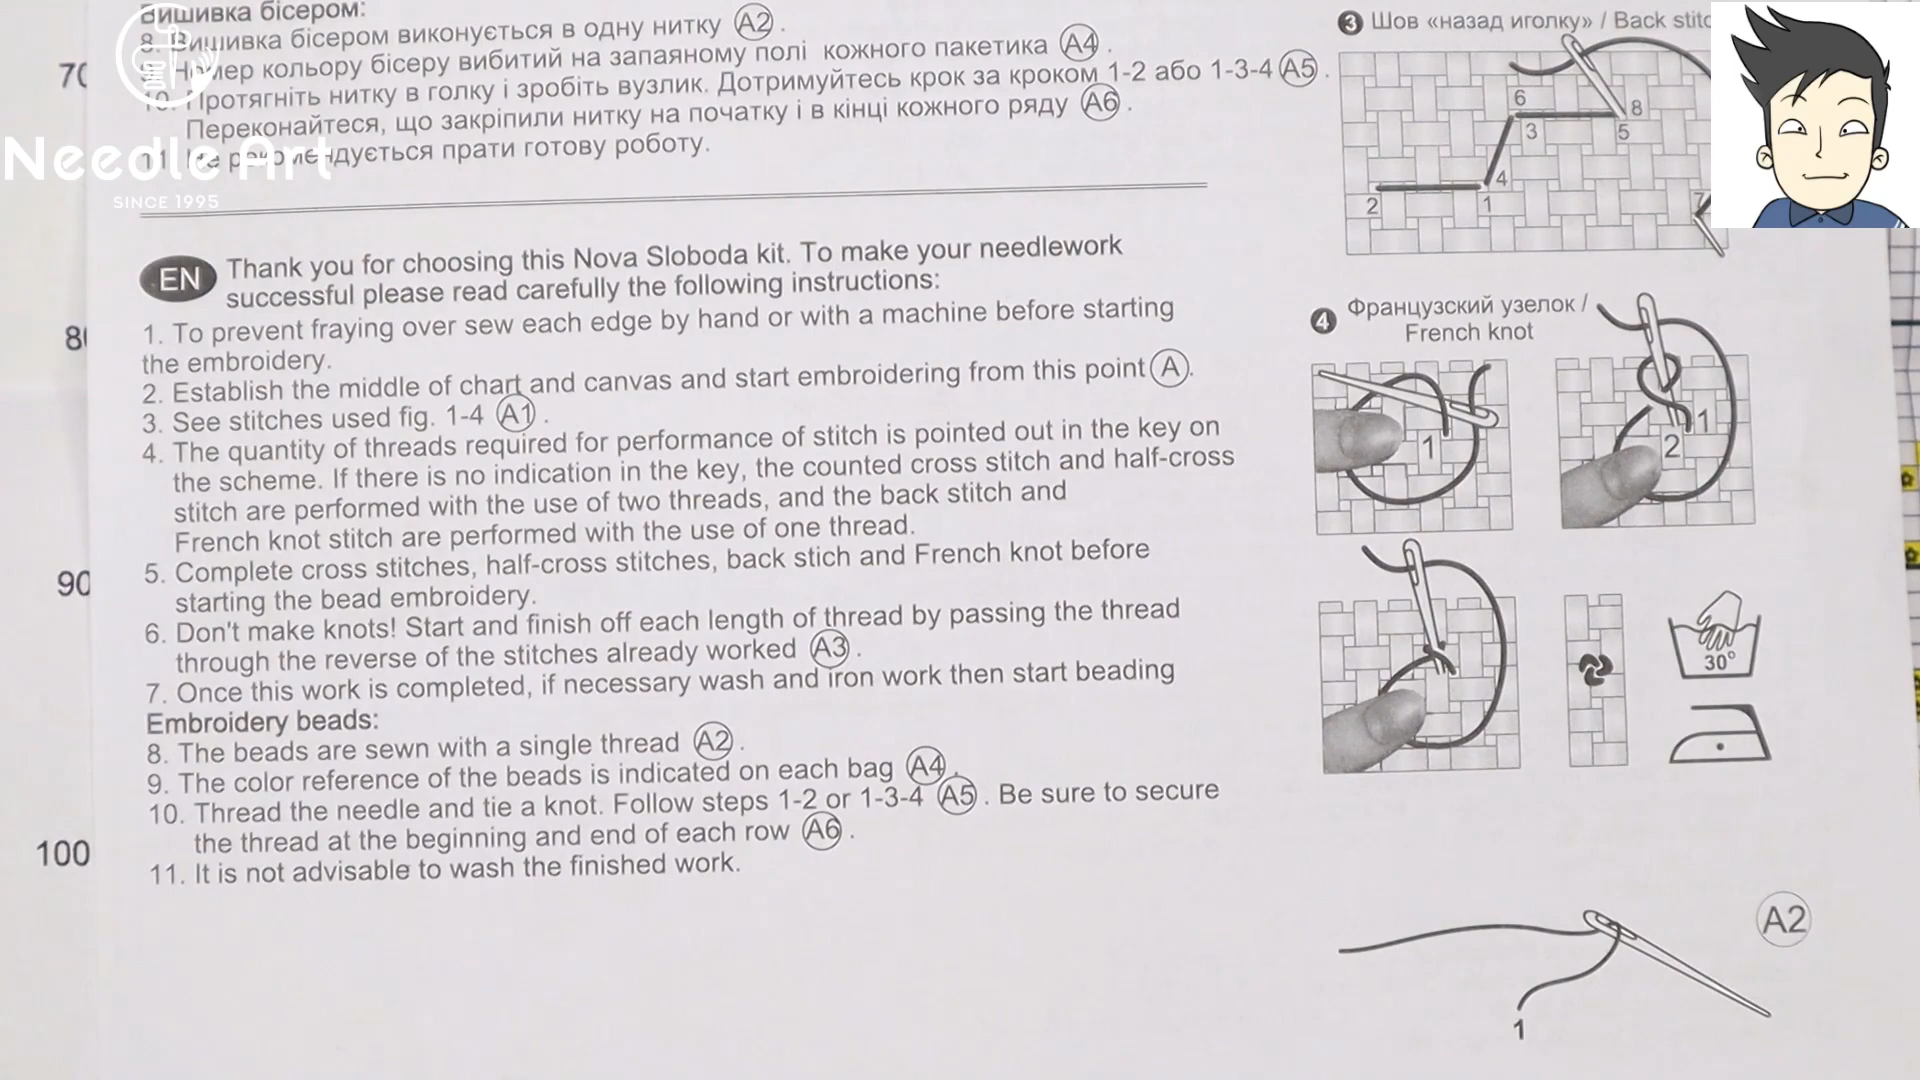 Вишивка бісером:
8. Вишивка бісером виконується в одну нитку A2 .
9. Номер кольору бісеру вибитий на запаяному полі кожного пакетика A4 .
10. Протягніть нитку в голку і зробіть вузлик. Дотримуйтесь крок за кроком 1-2 або 1-3-4 A5 .
Переконайтеся, що закріпили нитку на початку і в кінці кожного ряду A6 .
11. Не рекомендується прати готову роботу.
Needle Art
SINCE 1995
EN Thank you for choosing this Nova Sloboda kit. To make your needlework
successful please read carefully the following instructions:
1. To prevent fraying over sew each edge by hand or with a machine before starting
the embroidery.
2. Establish the middle of chart and canvas and start embroidering from this point A .
3. See stitches used fig. 1-4 A1 .
4. The quantity of threads required for performance of stitch is pointed out in the key on
the scheme. If there is no indication in the key, the counted cross stitch and half-cross
stitch are performed with the use of two threads, and the back stitch and
French knot stitch are performed with the use of one thread.
5. Complete cross stitches, half-cross stitches, back stich and French knot before
starting the bead embroidery.
6. Don't make knots! Start and finish off each length of thread by passing the thread
through the reverse of the stitches already worked A3 .
7. Once this work is completed, if necessary wash and iron work then start beading
Embroidery beads:
8. The beads are sewn with a single thread A2 .
9. The color reference of the beads is indicated on each bag A4 .
10. Thread the needle and tie a knot. Follow steps 1-2 or 1-3-4 A5 . Be sure to secure
the thread at the beginning and end of each row A6 .
11. It is not advisable to wash the finished work.
80
90
100
3 Шов «назад иголку» / Back
6
8
3
5
4
7
2
1
4 Французский узелок /
French knot
1
1
2
30°
A2
1